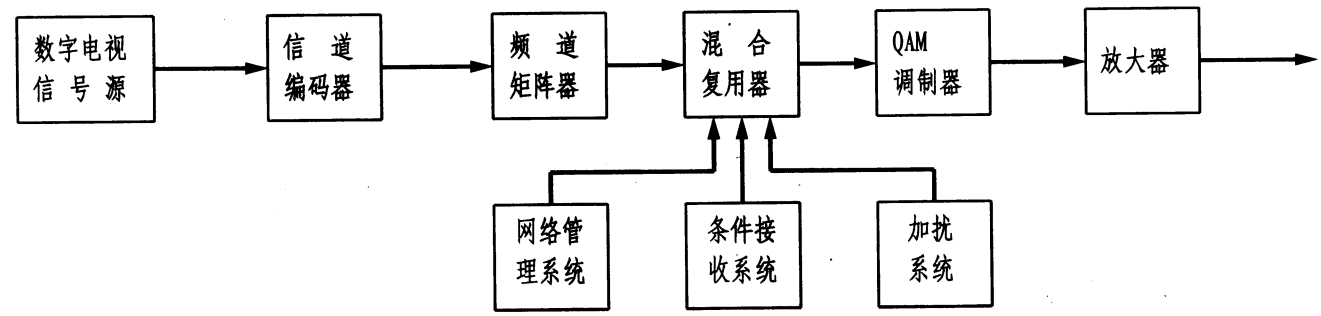 数字电视
信号源
信道
编码器
频道
矩阵器
混合
复用器
QAM
调制器
放大器
网络管
理系统
条件接
收系统
加扰
系统